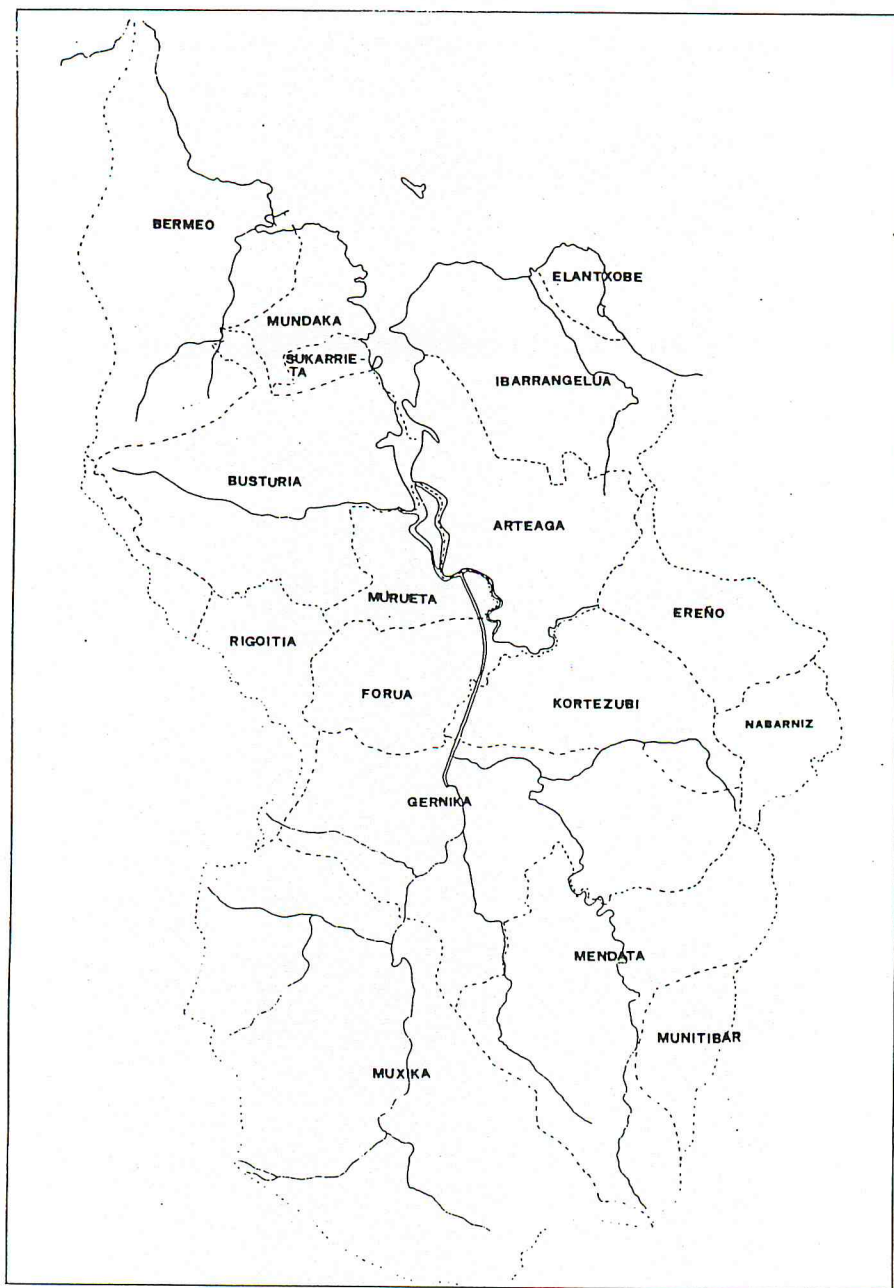 BERMEO
ELANTXOBE
MUNDAKA
SUKARRIE-
TA
IBARRANGELUA
BUSTURIA
ARTEAGA
MURUETA
EREÑO
RIGOITIA
FORUA
KORTEZUBI
NABARNIZ
GERNIKA
MENDATA
MUNITIBAR
MUXIKA